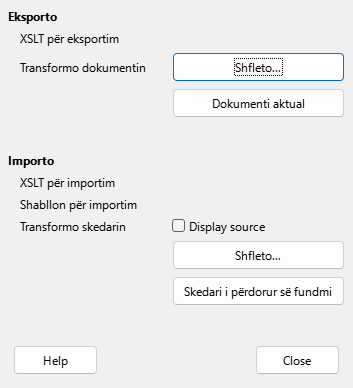 Eksporto
XSLT për eksportim
Transformo dokumentin
Shfleto...
Dokumenti aktual
Importo
XSLT për importim
Shabllon për importim
Transformo skedarin
Display source
Shfleto...
Skedari i përdorur së fundmi
Help
Close